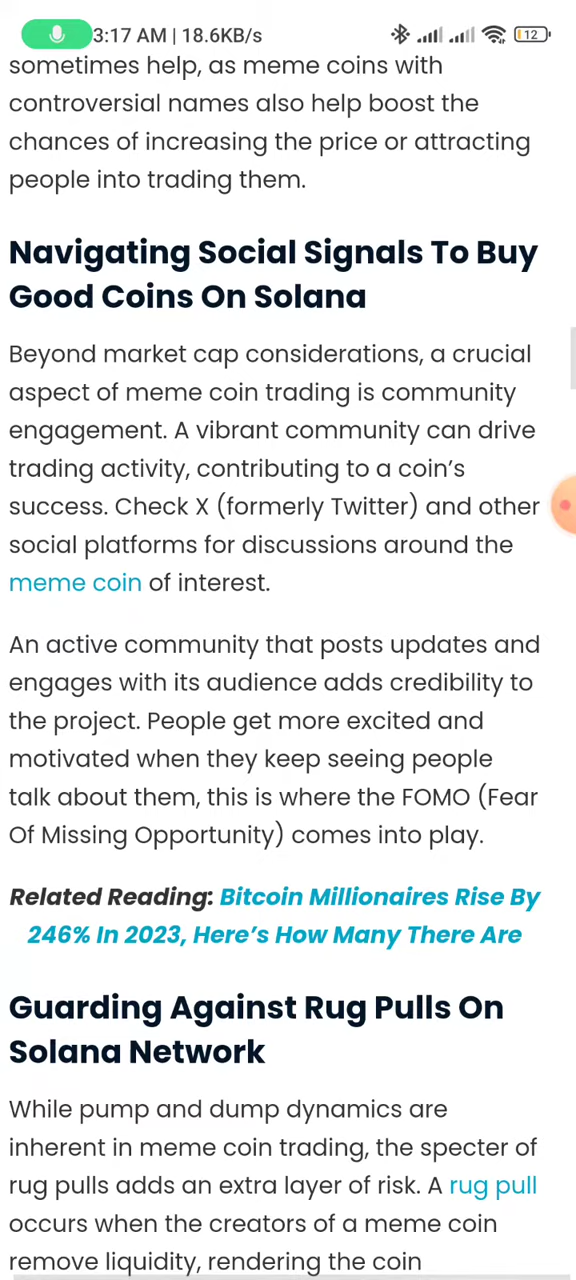 3:17 AM | 18.6KB/s 12
sometimes help, as meme coins with
controversial names also help boost the
chances of increasing the price or attracting
people into trading them.
Navigating Social Signals To Buy
Good Coins On Solana
Beyond market cap considerations, a crucial
aspect of meme coin trading is community
engagement. A vibrant community can drive
trading activity, contributing to a coin’s
success. Check X (formerly Twitter) and other
social platforms for discussions around the
meme coin of interest.
An active community that posts updates and
engages with its audience adds credibility to
the project. People get more excited and
motivated when they keep seeing people
talk about them, this is where the FOMO (Fear
Of Missing Opportunity) comes into play.
Related Reading: Bitcoin Millionaires Rise By
246% In 2023, Here’s How Many There Are
Guarding Against Rug Pulls On
Solana Network
While pump and dump dynamics are
inherent in meme coin trading, the specter of
rug pulls adds an extra layer of risk. A rug pull
occurs when the creators of a meme coin
remove liquidity, rendering the coin